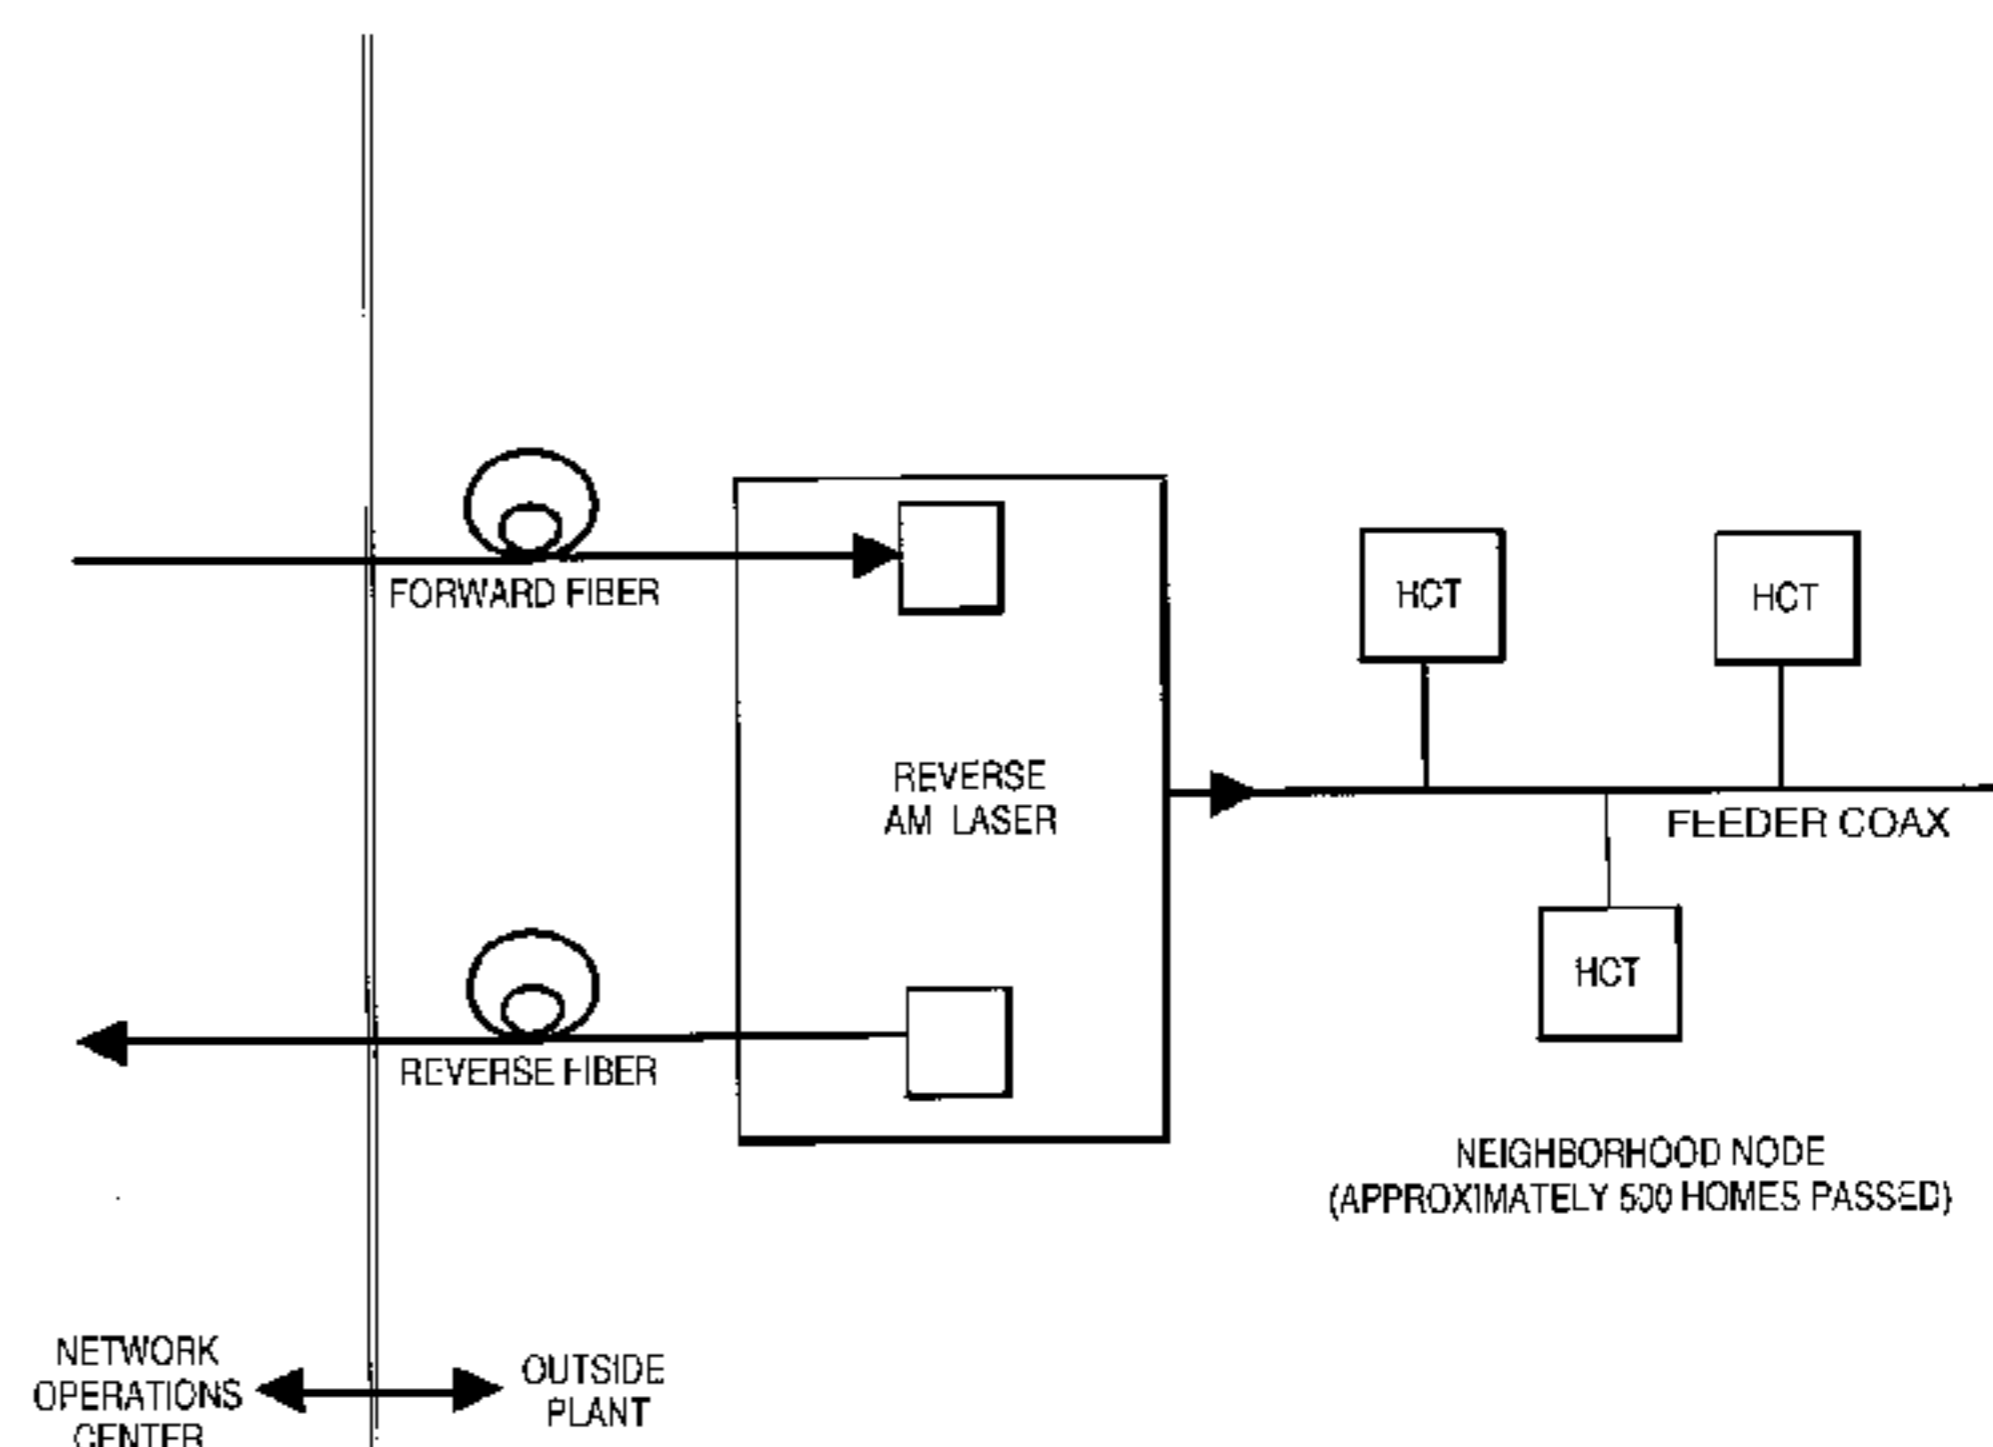 FORWARD FIBER
HCT
HCT
REVERSE
AM LASER
FEEDER COAX
HCT
REVERSE FIBER
NEIGHBORHOOD NODE
(APPROXIMATELY 500 HOMES PASSED)
NETWORK
OPERATIONS
CENTER
OUTSIDE
PLANT